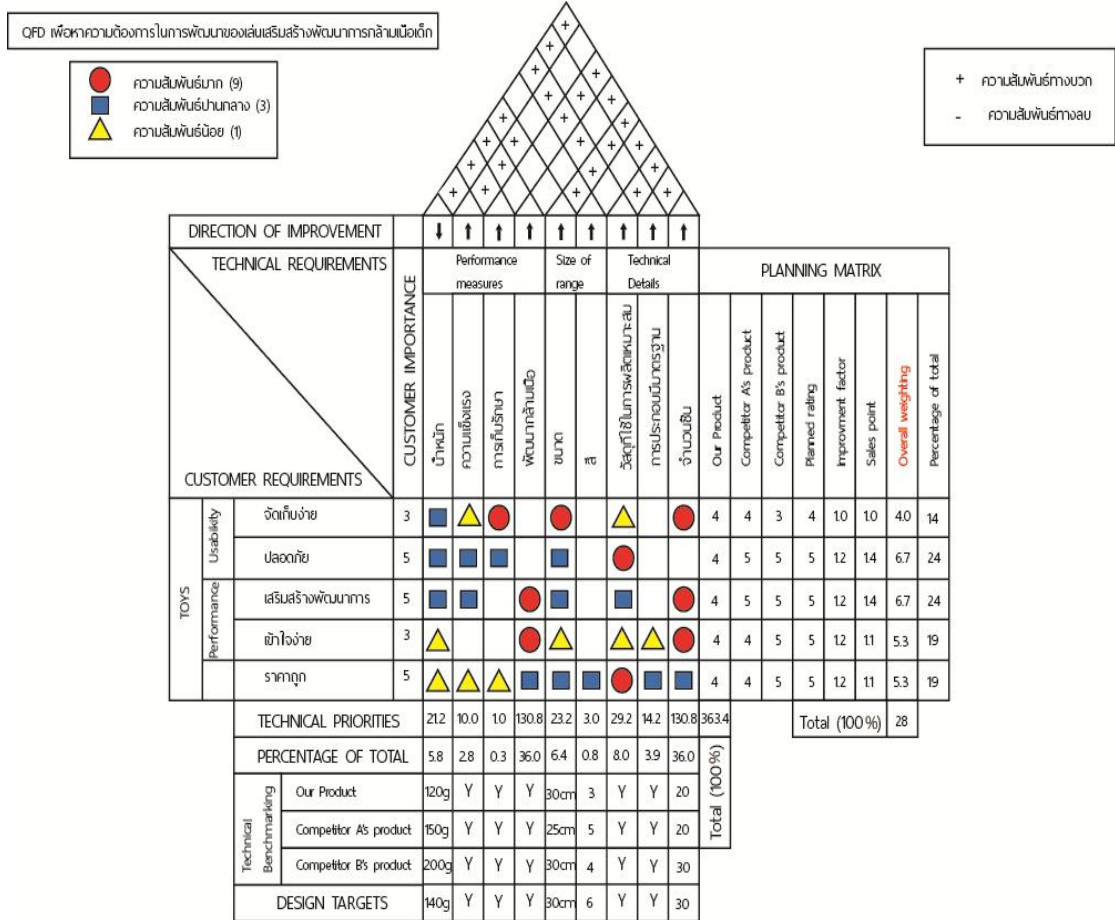 QFD เพื่อหาความต้องการในการพัฒนาของเล่นเสริมสร้างพัฒนาการกล้ามเนื้อเด็ก
ความสัมพันธ์มาก (9)
ความสัมพันธ์ปานกลาง (3)
ความสัมพันธ์น้อย (1)
+ ความสัมพันธ์ทางบวก
- ความสัมพันธ์ทางลบ
DIRECTION OF IMPROVEMENT
TECHNICAL REQUIREMENTS
CUSTOMER REQUIREMENTS
CUSTOMER IMPORTANCE
Performance
measures
Size of
range
Technical
Details
PLANNING MATRIX
น้ำหนัก
ความแข็งแรง
การเก็บรักษา
พัฒนากล้ามเนื้อ
ขนาด
สี
วัสดุที่ใช้ในการผลิตเหมาะสม
การประกอบมีมาตรฐาน
จำนวนชิ้น
Our Product
Competitor A's product
Competitor B's product
Planned rating
Improvment factor
Sales point
Overall weighting
Percentage of total
TOYS
Usability
Performance
จัดเก็บง่าย 3 4 4 3 4 1.0 1.0 4.0 14
ปลอดภัย 5 4 5 5 5 1.2 1.4 6.7 24
เสริมสร้างพัฒนาการ 5 4 5 5 5 1.2 1.4 6.7 24
เข้าใจง่าย 3 4 4 5 5 1.2 1.1 5.3 19
ราคาถูก 5 4 4 5 5 1.2 1.1 5.3 19
TECHNICAL PRIORITIES 21.2 10.0 1.0 130.8 23.2 3.0 29.2 14.2 130.8 363.4
Total (100%) 28
PERCENTAGE OF TOTAL 5.8 2.8 0.3 36.0 6.4 0.8 8.0 3.9 36.0
Total (100%)
Technical
Benchmarking
Our Product 120g Y Y Y 30cm 3 Y Y 20
Competitor A's product 150g Y Y Y 25cm 5 Y Y 20
Competitor B's product 200g Y Y Y 30cm 4 Y Y 30
DESIGN TARGETS 140g Y Y Y 30cm 6 Y Y 30